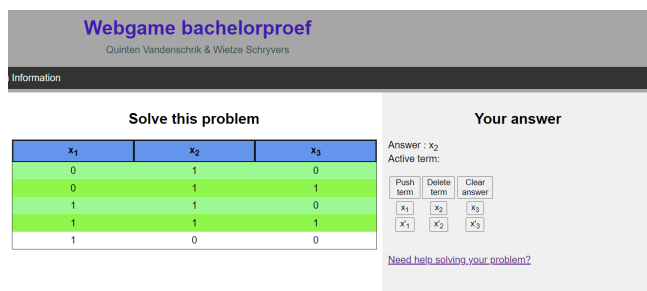 Webgame bachelorproef
Quinten Vandenschrik & Wietze Schryvers
Information
Solve this problem
x1 x2 x3
0 1 0
0 1 1
1 1 0
1 1 1
1 0 0
Your answer
Answer : x2
Active term:
Push term Delete term Clear answer
x1 x2 x3
x'1 x'2 x'3
Need help solving your problem?